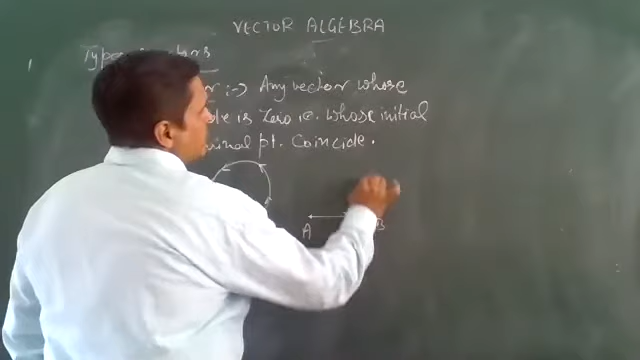 VECTOR ALGEBRA
:-> Any vector whose
is Zero i.e. whose initial
pt. Coincide.
A B